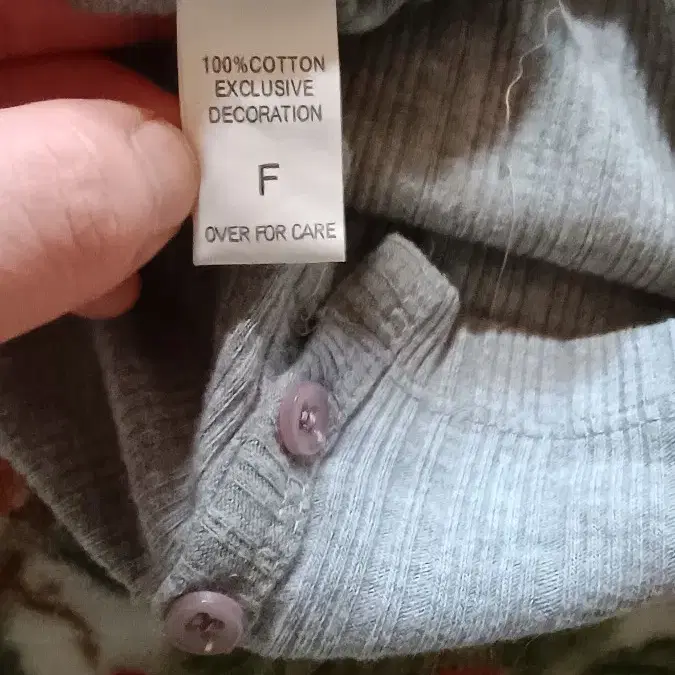 100%COTTON
EXCLUSIVE
DECORATION
F
OVER FOR CARE